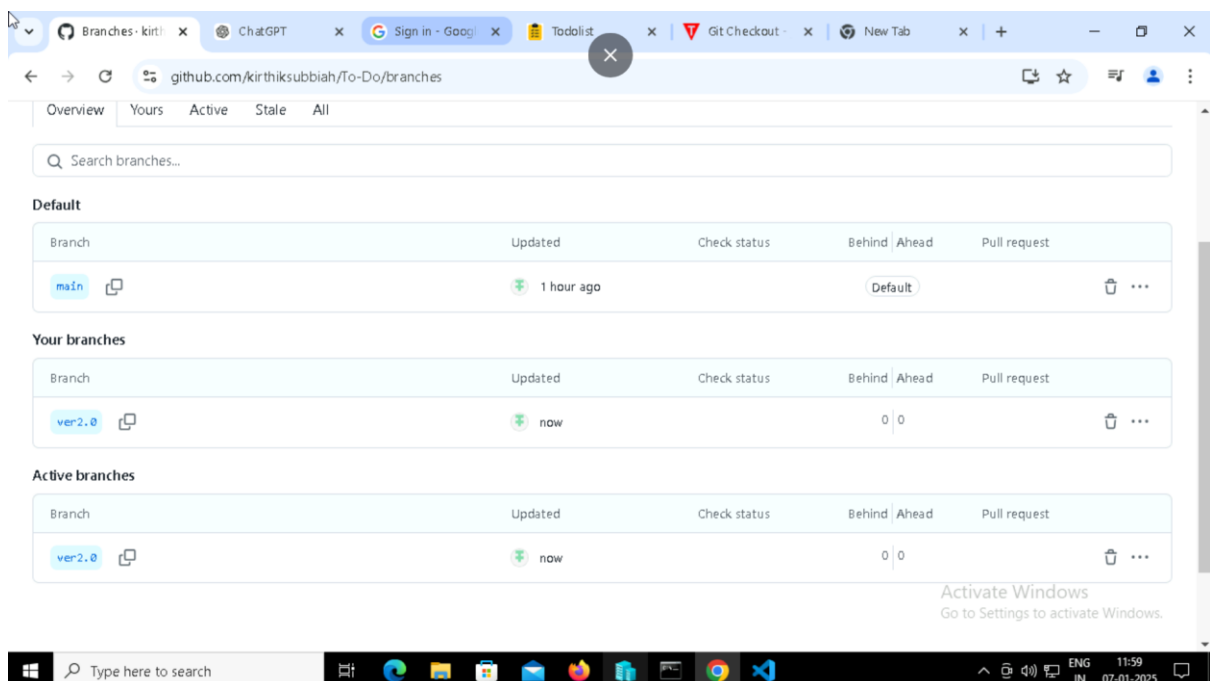 Branches · kirth ChatGPT Sign in - Googl Todolist Git Checkout - New Tab
github.com/kirthiksubbiah/To-Do/branches
Overview Yours Active Stale All
Search branches...
Default
Branch Updated Check status Behind Ahead Pull request
main 1 hour ago Default
Your branches
Branch Updated Check status Behind Ahead Pull request
ver2.0 now 0 0
Active branches
Branch Updated Check status Behind Ahead Pull request
ver2.0 now 0 0
Activate Windows
Go to Settings to activate Windows.
Type here to search ENG 11:59
IN 07-01-2025